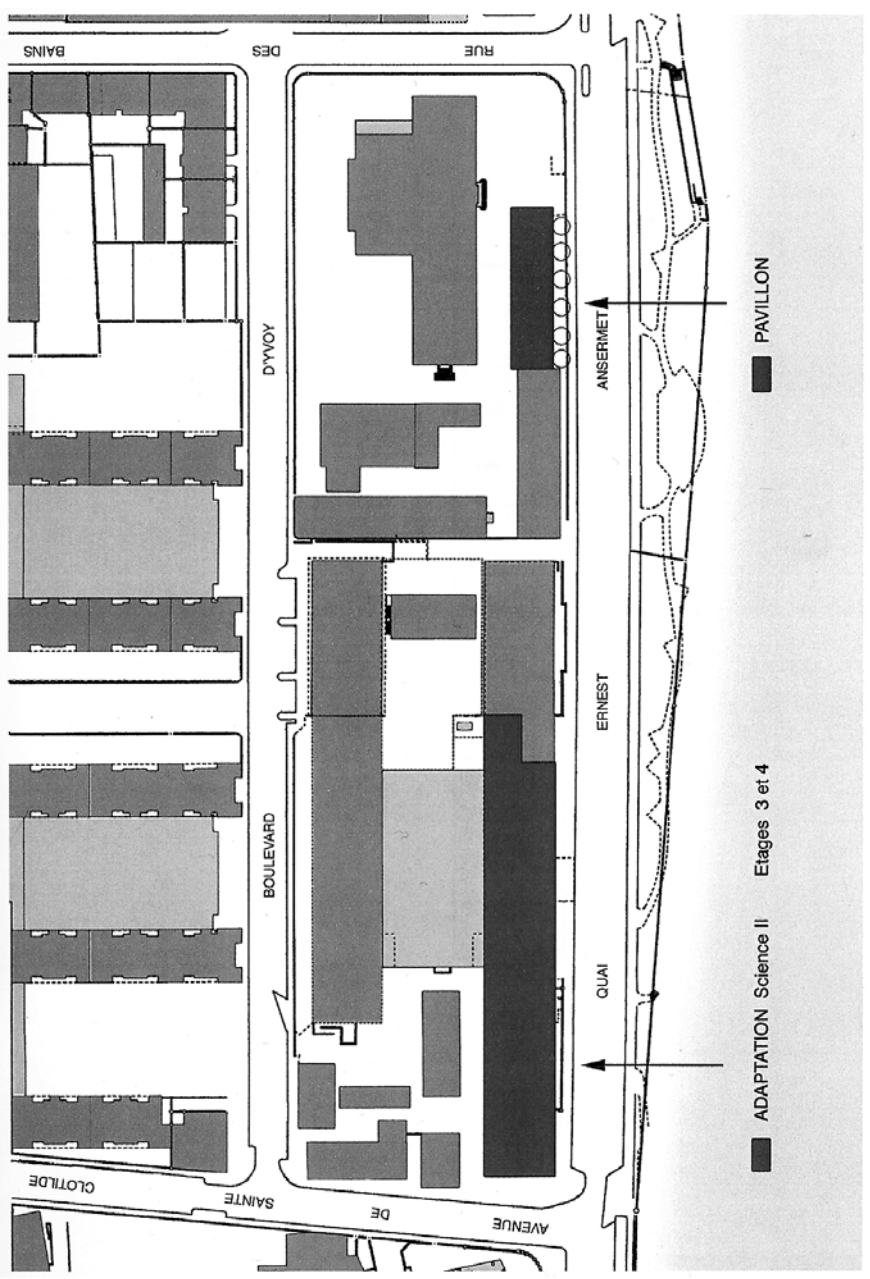 RUE DES BAINS
BOULEVARD D'YVOY
QUAI ERNEST ANSERMET
AVENUE DE SAINTE CLOTILDE
PAVILLON
ADAPTATION Science II Etages 3 et 4